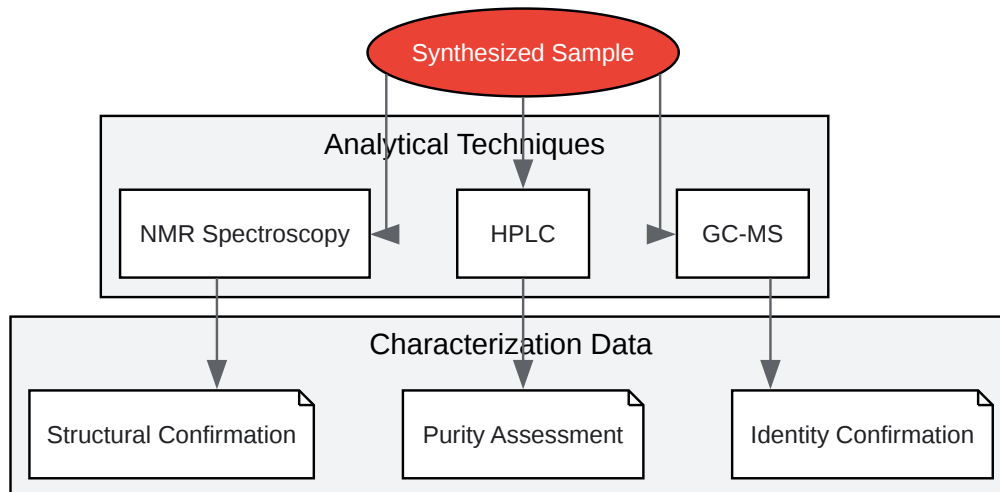 Synthesized Sample
Analytical Techniques
NMR Spectroscopy
HPLC
GC-MS
Characterization Data
Structural Confirmation
Purity Assessment
Identity Confirmation